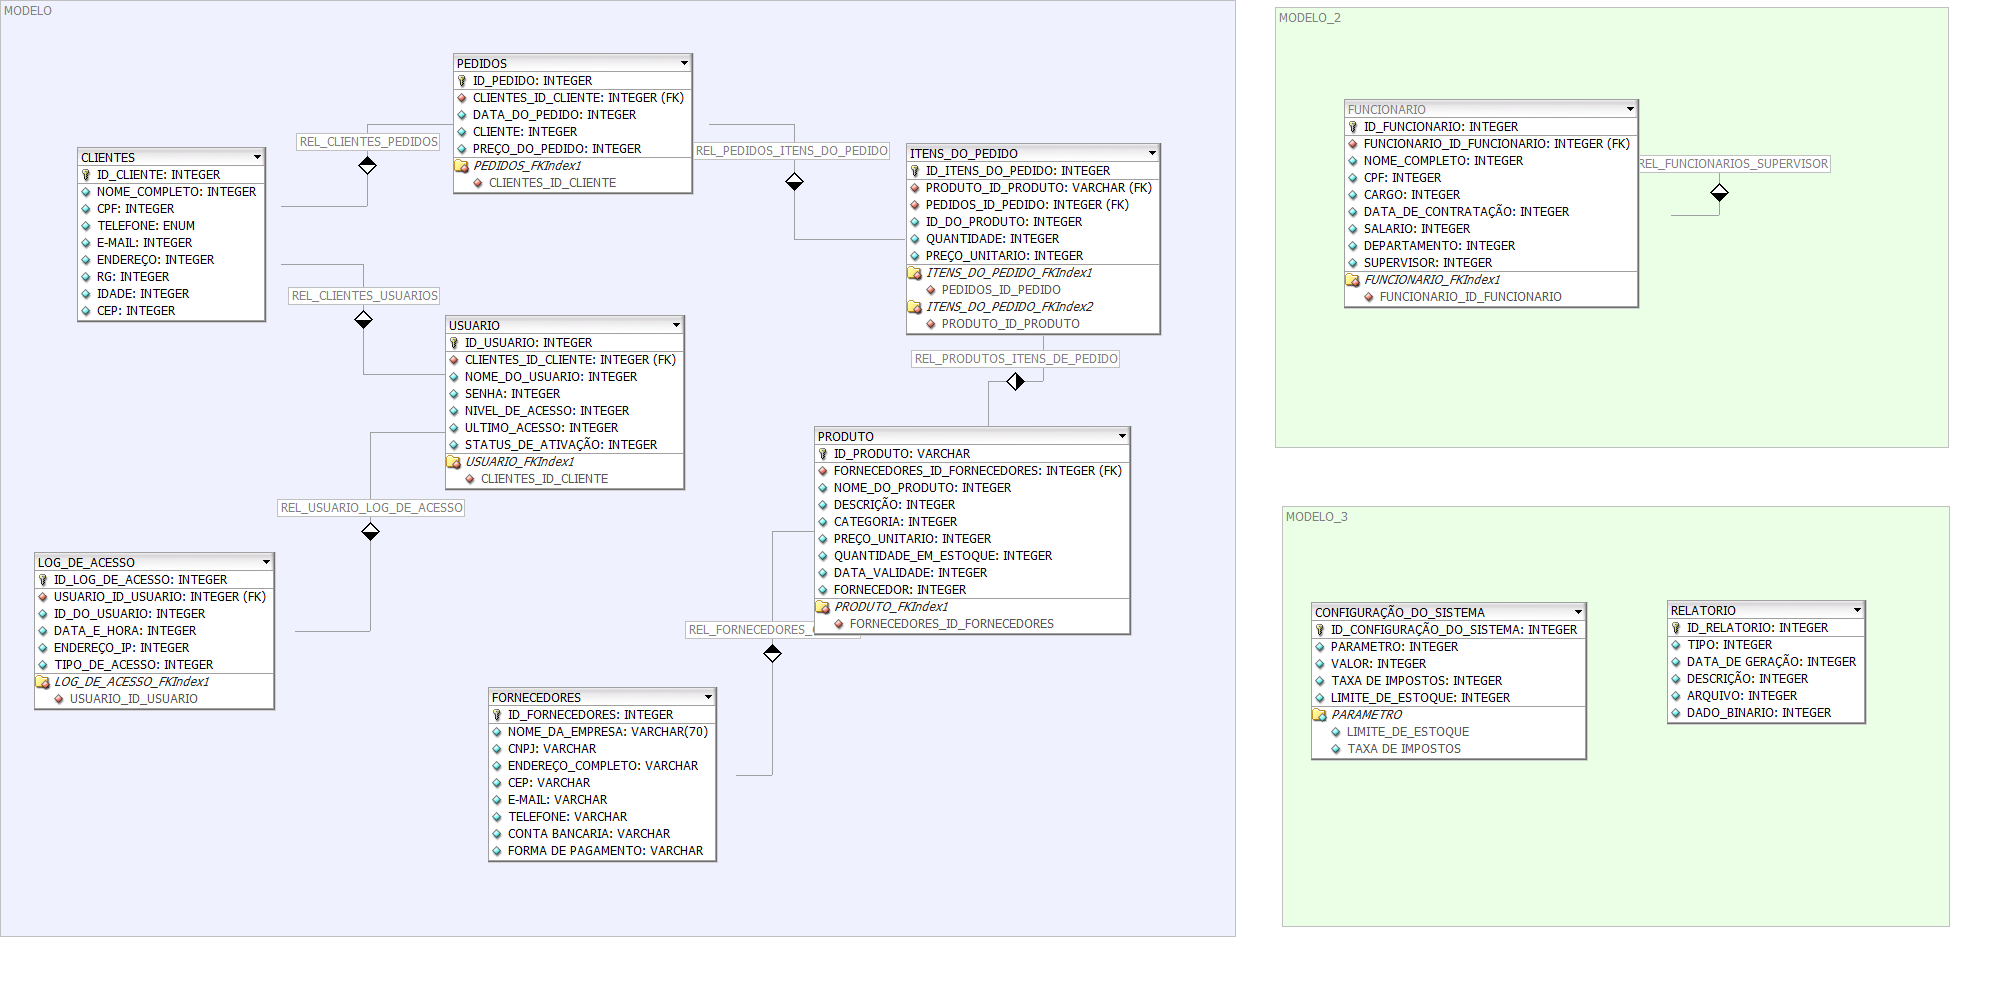 MODELO
PEDIDOS
ID_PEDIDO: INTEGER
CLIENTES_ID_CLIENTE: INTEGER (FK)
DATA_DO_PEDIDO: INTEGER
CLIENTE: INTEGER
PREÇO_DO_PEDIDO: INTEGER
PEDIDOS_FKIndex1
CLIENTES_ID_CLIENTE
REL_CLIENTES_PEDIDOS
REL_PEDIDOS_ITENS_DO_PEDIDO
CLIENTES
ID_CLIENTE: INTEGER
NOME_COMPLETO: INTEGER
CPF: INTEGER
TELEFONE: ENUM
E-MAIL: INTEGER
ENDEREÇO: INTEGER
RG: INTEGER
IDADE: INTEGER
CEP: INTEGER
ITENS_DO_PEDIDO
ID_ITENS_DO_PEDIDO: INTEGER
PRODUTO_ID_PRODUTO: VARCHAR (FK)
PEDIDOS_ID_PEDIDO: INTEGER (FK)
ID_DO_PRODUTO: INTEGER
QUANTIDADE: INTEGER
PREÇO_UNITARIO: INTEGER
ITENS_DO_PEDIDO_FKIndex1
PEDIDOS_ID_PEDIDO
ITENS_DO_PEDIDO_FKIndex2
PRODUTO_ID_PRODUTO
REL_CLIENTES_USUARIOS
USUARIO
ID_USUARIO: INTEGER
CLIENTES_ID_CLIENTE: INTEGER (FK)
NOME_DO_USUARIO: INTEGER
SENHA: INTEGER
NIVEL_DE_ACESSO: INTEGER
ULTIMO_ACESSO: INTEGER
STATUS_DE_ATIVAÇÃO: INTEGER
USUARIO_FKIndex1
CLIENTES_ID_CLIENTE
REL_PRODUTOS_ITENS_DE_PEDIDO
PRODUTO
ID_PRODUTO: VARCHAR
FORNECEDORES_ID_FORNECEDORES: INTEGER (FK)
NOME_DO_PRODUTO: INTEGER
DESCRIÇÃO: INTEGER
CATEGORIA: INTEGER
PREÇO_UNITARIO: INTEGER
QUANTIDADE_EM_ESTOQUE: INTEGER
DATA_VALIDADE: INTEGER
FORNECEDOR: INTEGER
PRODUTO_FKIndex1
FORNECEDORES_ID_FORNECEDORES
REL_USUARIO_LOG_DE_ACESSO
LOG_DE_ACESSO
ID_LOG_DE_ACESSO: INTEGER
USUARIO_ID_USUARIO: INTEGER (FK)
ID_DO_USUARIO: INTEGER
DATA_E_HORA: INTEGER
ENDEREÇO_IP: INTEGER
TIPO_DE_ACESSO: INTEGER
LOG_DE_ACESSO_FKIndex1
USUARIO_ID_USUARIO
REL_FORNECEDORES_
FORNECEDORES
ID_FORNECEDORES: INTEGER
NOME_DA_EMPRESA: VARCHAR(70)
CNPJ: VARCHAR
ENDEREÇO_COMPLETO: VARCHAR
CEP: VARCHAR
E-MAIL: VARCHAR
TELEFONE: VARCHAR
CONTA BANCARIA: VARCHAR
FORMA DE PAGAMENTO: VARCHAR
MODELO_2
FUNCIONARIO
ID_FUNCIONARIO: INTEGER
FUNCIONARIO_ID_FUNCIONARIO: INTEGER (FK)
NOME_COMPLETO: INTEGER
CPF: INTEGER
CARGO: INTEGER
DATA_DE_CONTRATAÇÃO: INTEGER
SALARIO: INTEGER
DEPARTAMENTO: INTEGER
SUPERVISOR: INTEGER
FUNCIONARIO_FKIndex1
FUNCIONARIO_ID_FUNCIONARIO
REL_FUNCIONARIOS_SUPERVISOR
MODELO_3
CONFIGURAÇÃO_DO_SISTEMA
ID_CONFIGURAÇÃO_DO_SISTEMA: INTEGER
PARAMETRO: INTEGER
VALOR: INTEGER
TAXA DE IMPOSTOS: INTEGER
LIMITE_DE_ESTOQUE: INTEGER
PARAMETRO
LIMITE_DE_ESTOQUE
TAXA DE IMPOSTOS
RELATORIO
ID_RELATORIO: INTEGER
TIPO: INTEGER
DATA_DE GERAÇÃO: INTEGER
DESCRIÇÃO: INTEGER
ARQUIVO: INTEGER
DADO_BINARIO: INTEGER